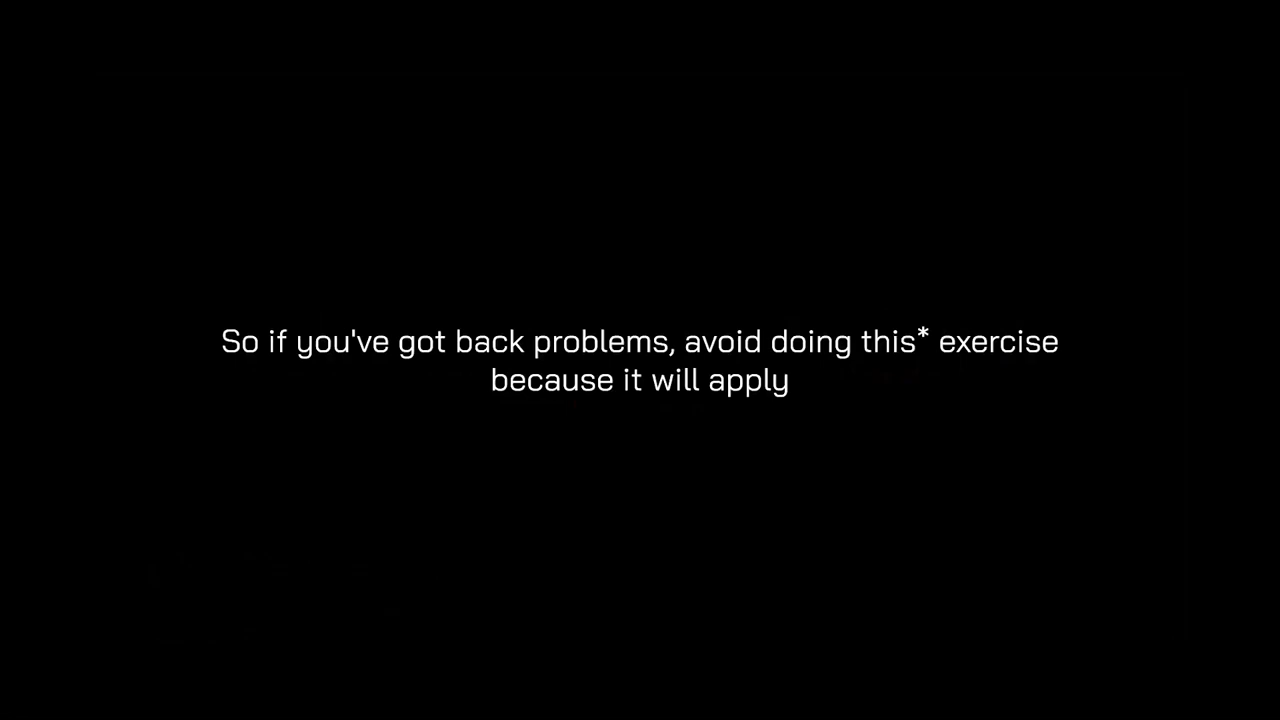 So if you've got back problems, avoid doing this* exercise
because it will apply